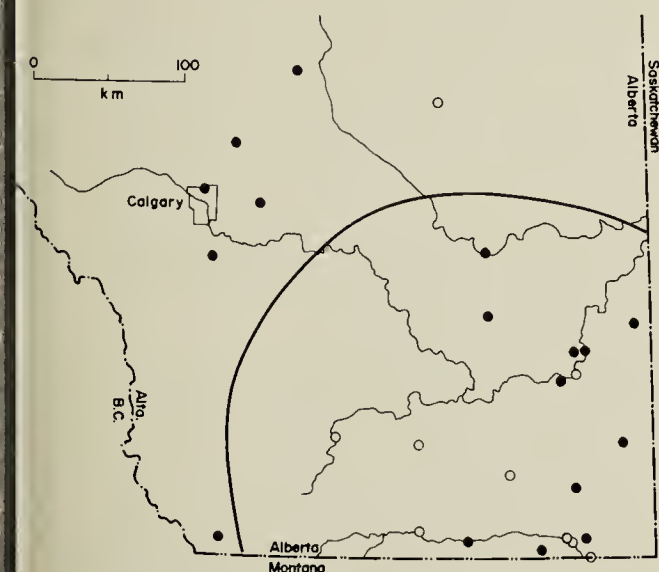 0 100
km
Saskatchewan
Alberta
Calgary
Alta.
B.C.
Alberta
Montana